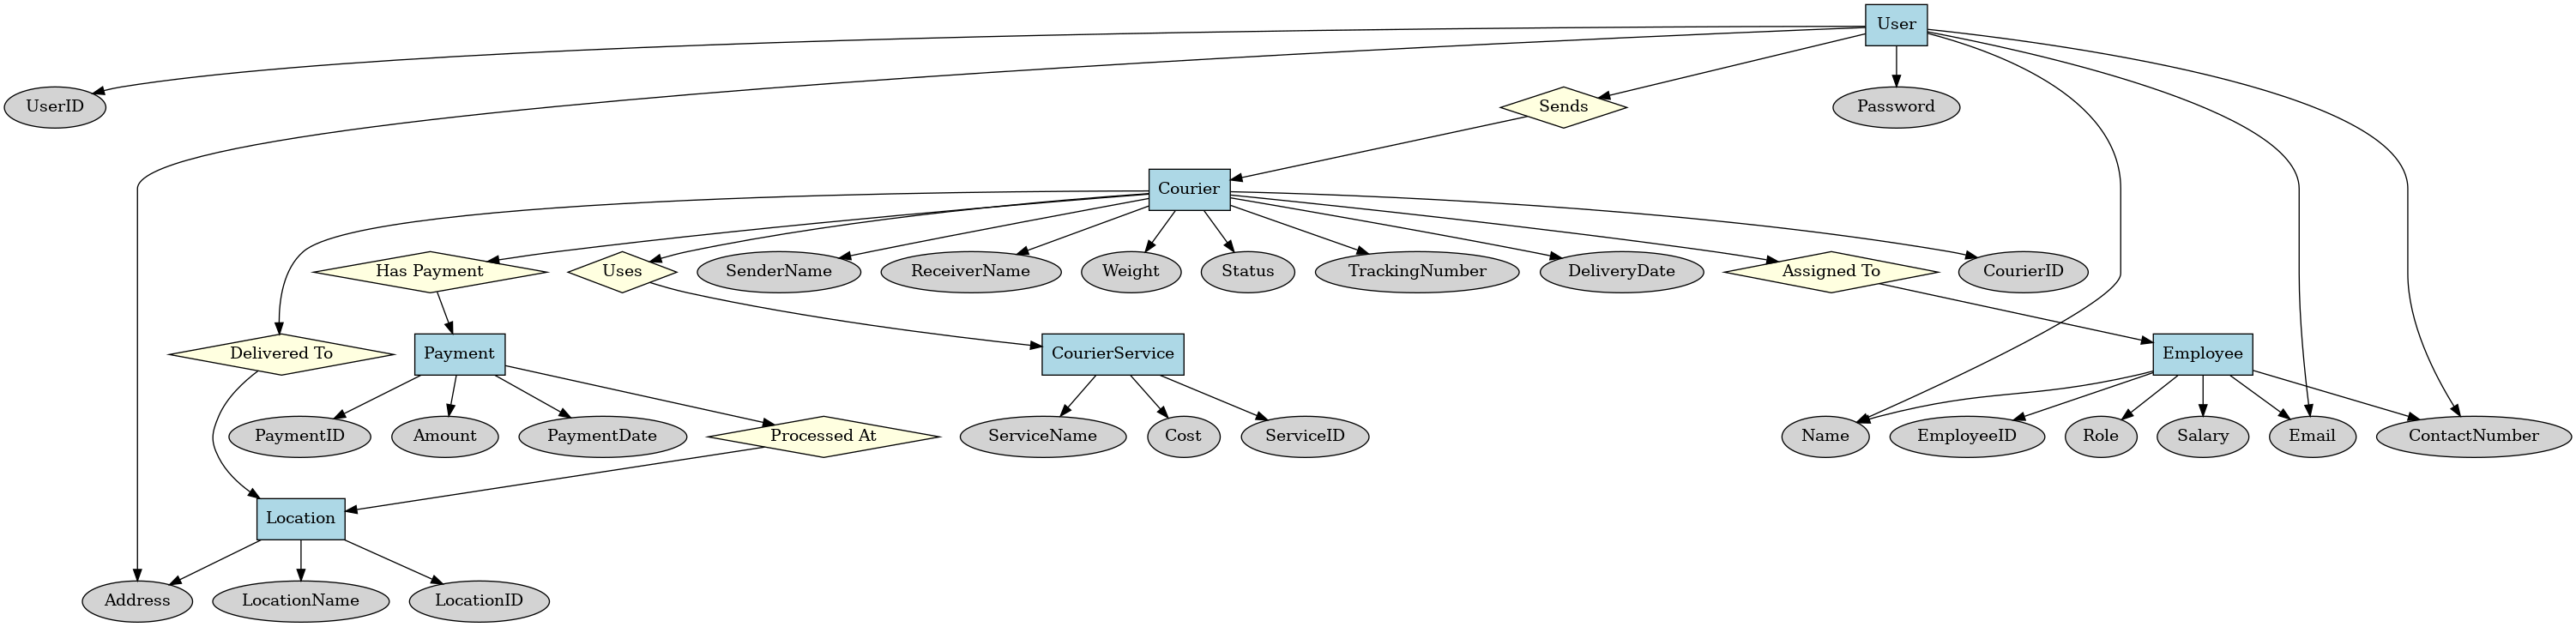 User
UserID
Sends
Password
Courier
Has Payment
Uses
SenderName
ReceiverName
Weight
Status
TrackingNumber
DeliveryDate
Assigned To
CourierID
Delivered To
Payment
CourierService
Employee
PaymentID
Amount
PaymentDate
Processed At
ServiceName
Cost
ServiceID
Name
EmployeeID
Role
Salary
Email
ContactNumber
Location
Address
LocationName
LocationID